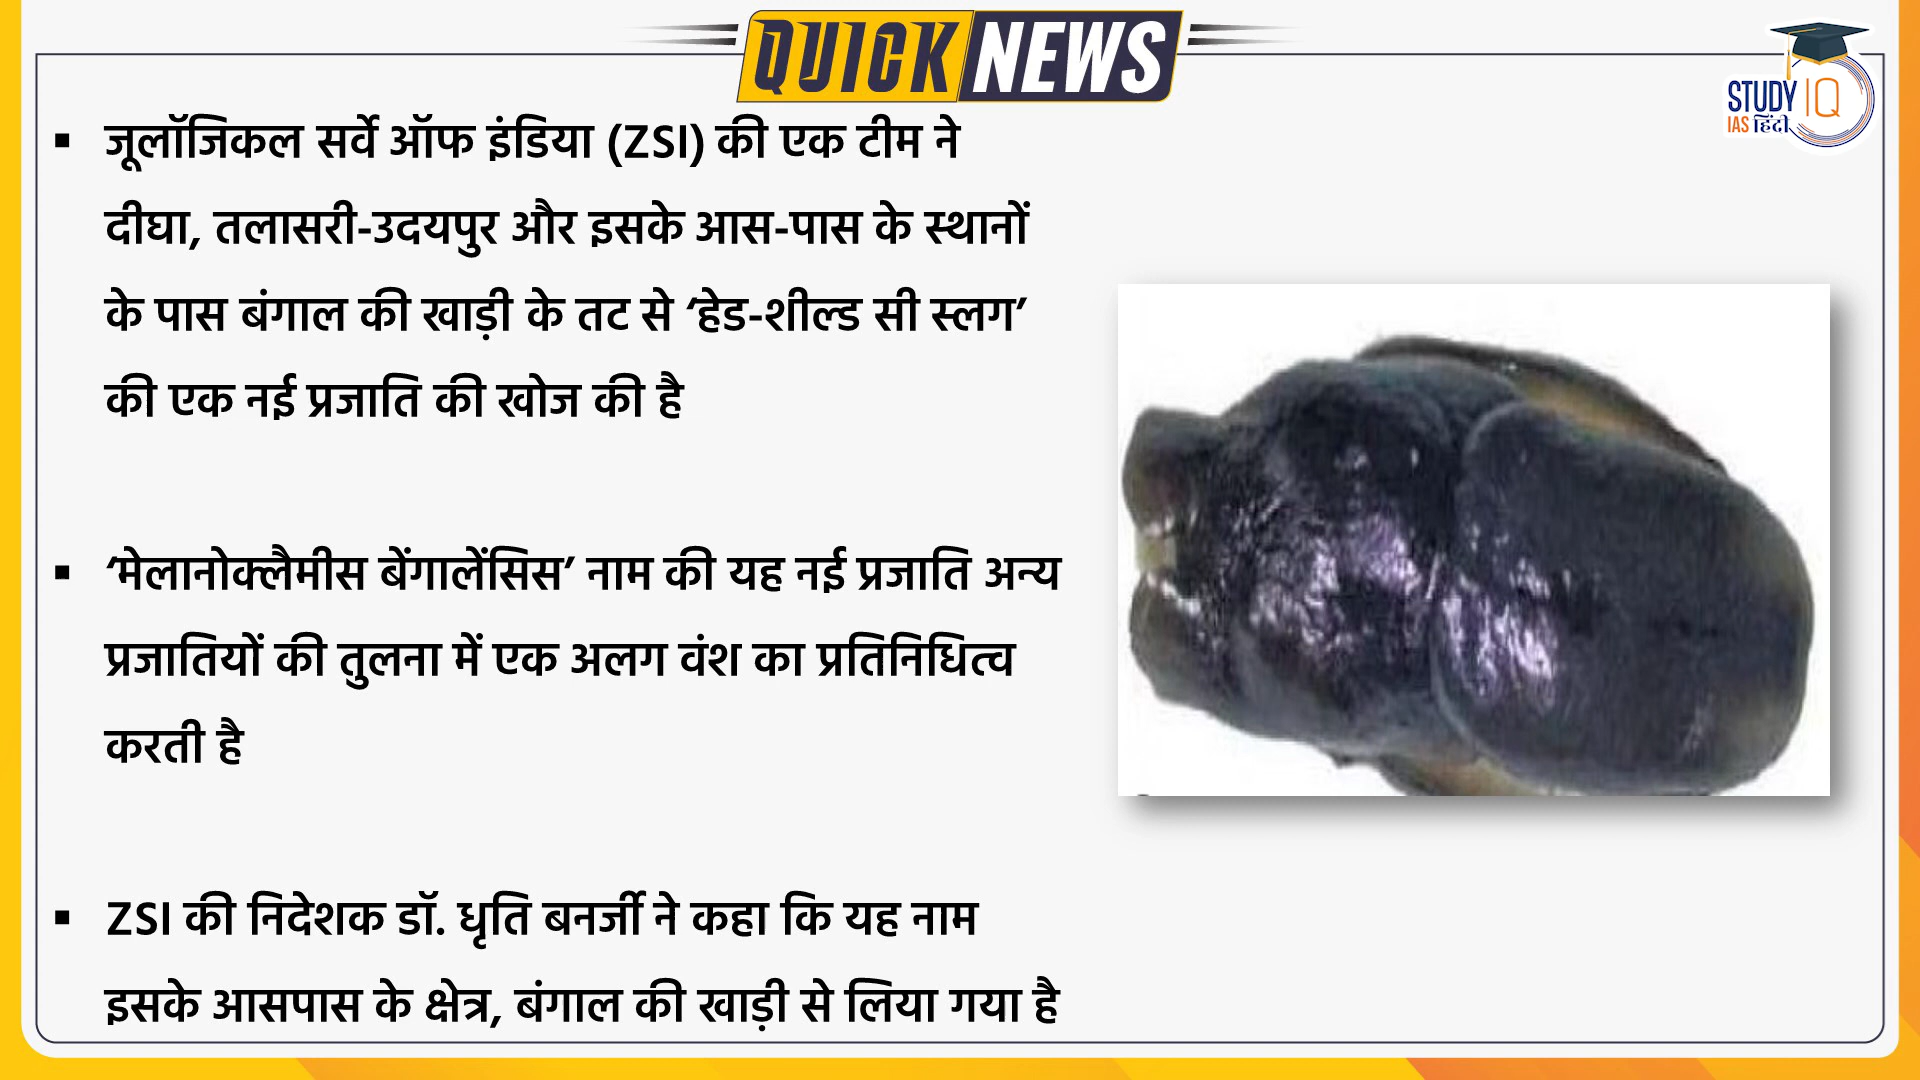 QUICK NEWS
STUDY IQ
IAS हिंदी
▪ जूलॉजिकल सर्वे ऑफ इंडिया (ZSI) की एक टीम ने
दीघा, तलासरी-उदयपुर और इसके आस-पास के स्थानों
के पास बंगाल की खाड़ी के तट से ‘हेड-शील्ड सी स्लग’
की एक नई प्रजाति की खोज की है
▪ ‘मेलानोक्लैमीस बेंगालेंसिस’ नाम की यह नई प्रजाति अन्य
प्रजातियों की तुलना में एक अलग वंश का प्रतिनिधित्व
करती है
▪ ZSI की निदेशक डॉ. धृति बनर्जी ने कहा कि यह नाम
इसके आसपास के क्षेत्र, बंगाल की खाड़ी से लिया गया है